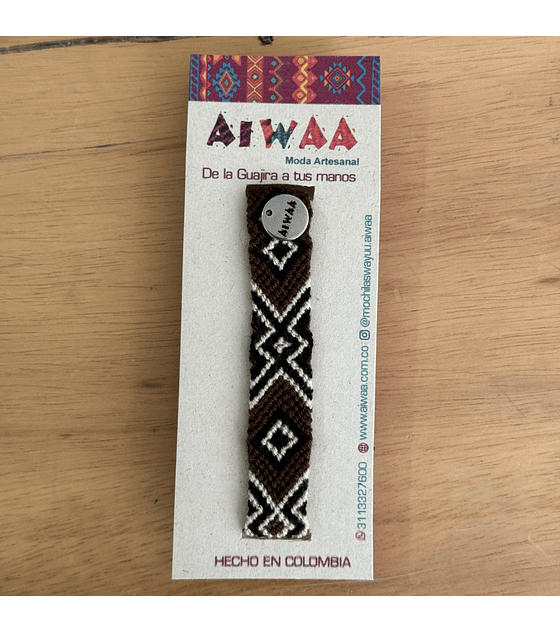 AIWAA
Moda Artesanal
De la Guajira a tus manos
AIWAA
3113327600 www.aiwaa.com.co @mochilaswayuu.aiwaa
HECHO EN COLOMBIA